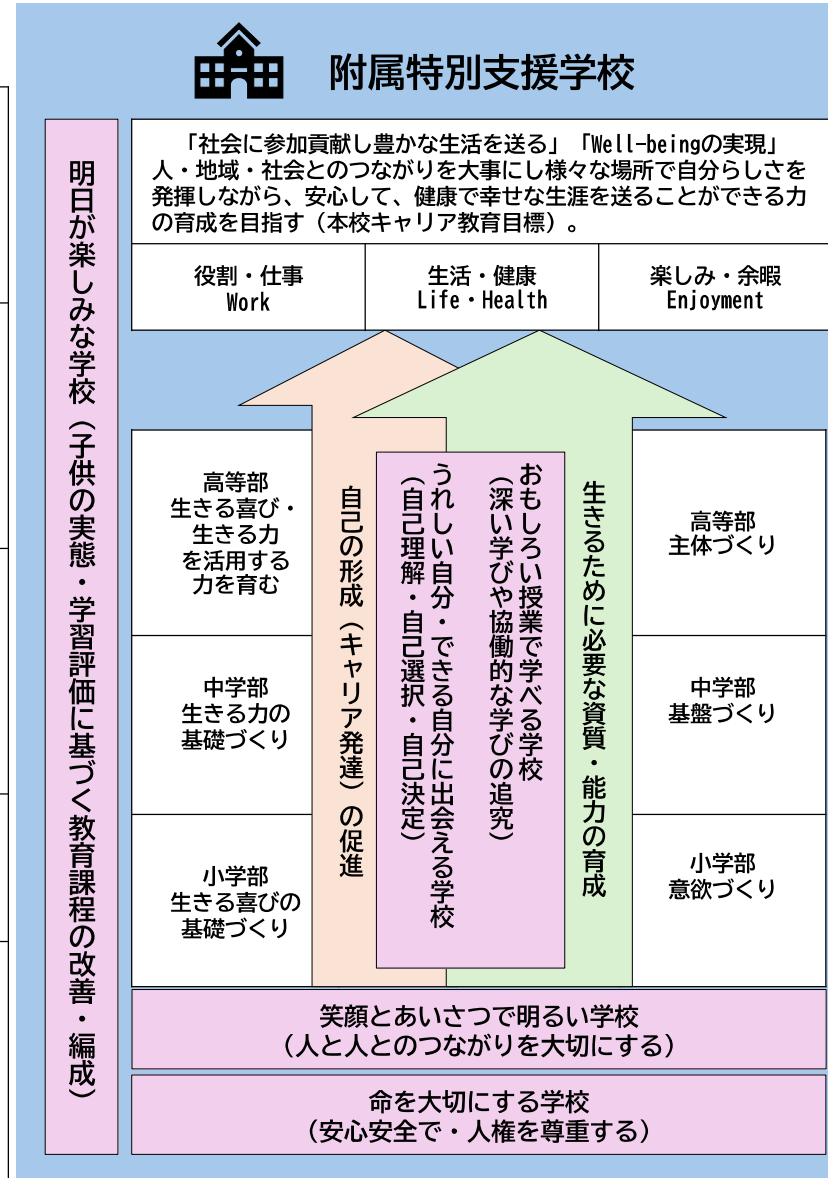 附属特別支援学校
明日が楽しみな学校（子供の実態・学習評価に基づく教育課程の改善・編成）
「社会に参加貢献し豊かな生活を送る」「Well-beingの実現」
人・地域・社会とのつながりを大事にし様々な場所で自分らしさを
発揮しながら、安心して、健康で幸せな生涯を送ることができる力
の育成を目指す（本校キャリア教育目標）。
役割・仕事
Work
生活・健康
Life・Health
楽しみ・余暇
Enjoyment
高等部
生きる喜び・
生きる力
を活用する
力を育む
中学部
生きる力の
基礎づくり
小学部
生きる喜びの
基礎づくり
自己の形成（キャリア発達）の促進
おもしろい授業で学べる学校
（深い学びや協働的な学びの追究）
うれしい自分・できる自分に出会える学校
（自己理解・自己選択・自己決定）
生きるために必要な資質・能力の育成
高等部
主体づくり
中学部
基盤づくり
小学部
意欲づくり
笑顔とあいさつで明るい学校
（人と人とのつながりを大切にする）
命を大切にする学校
（安心安全で・人権を尊重する）